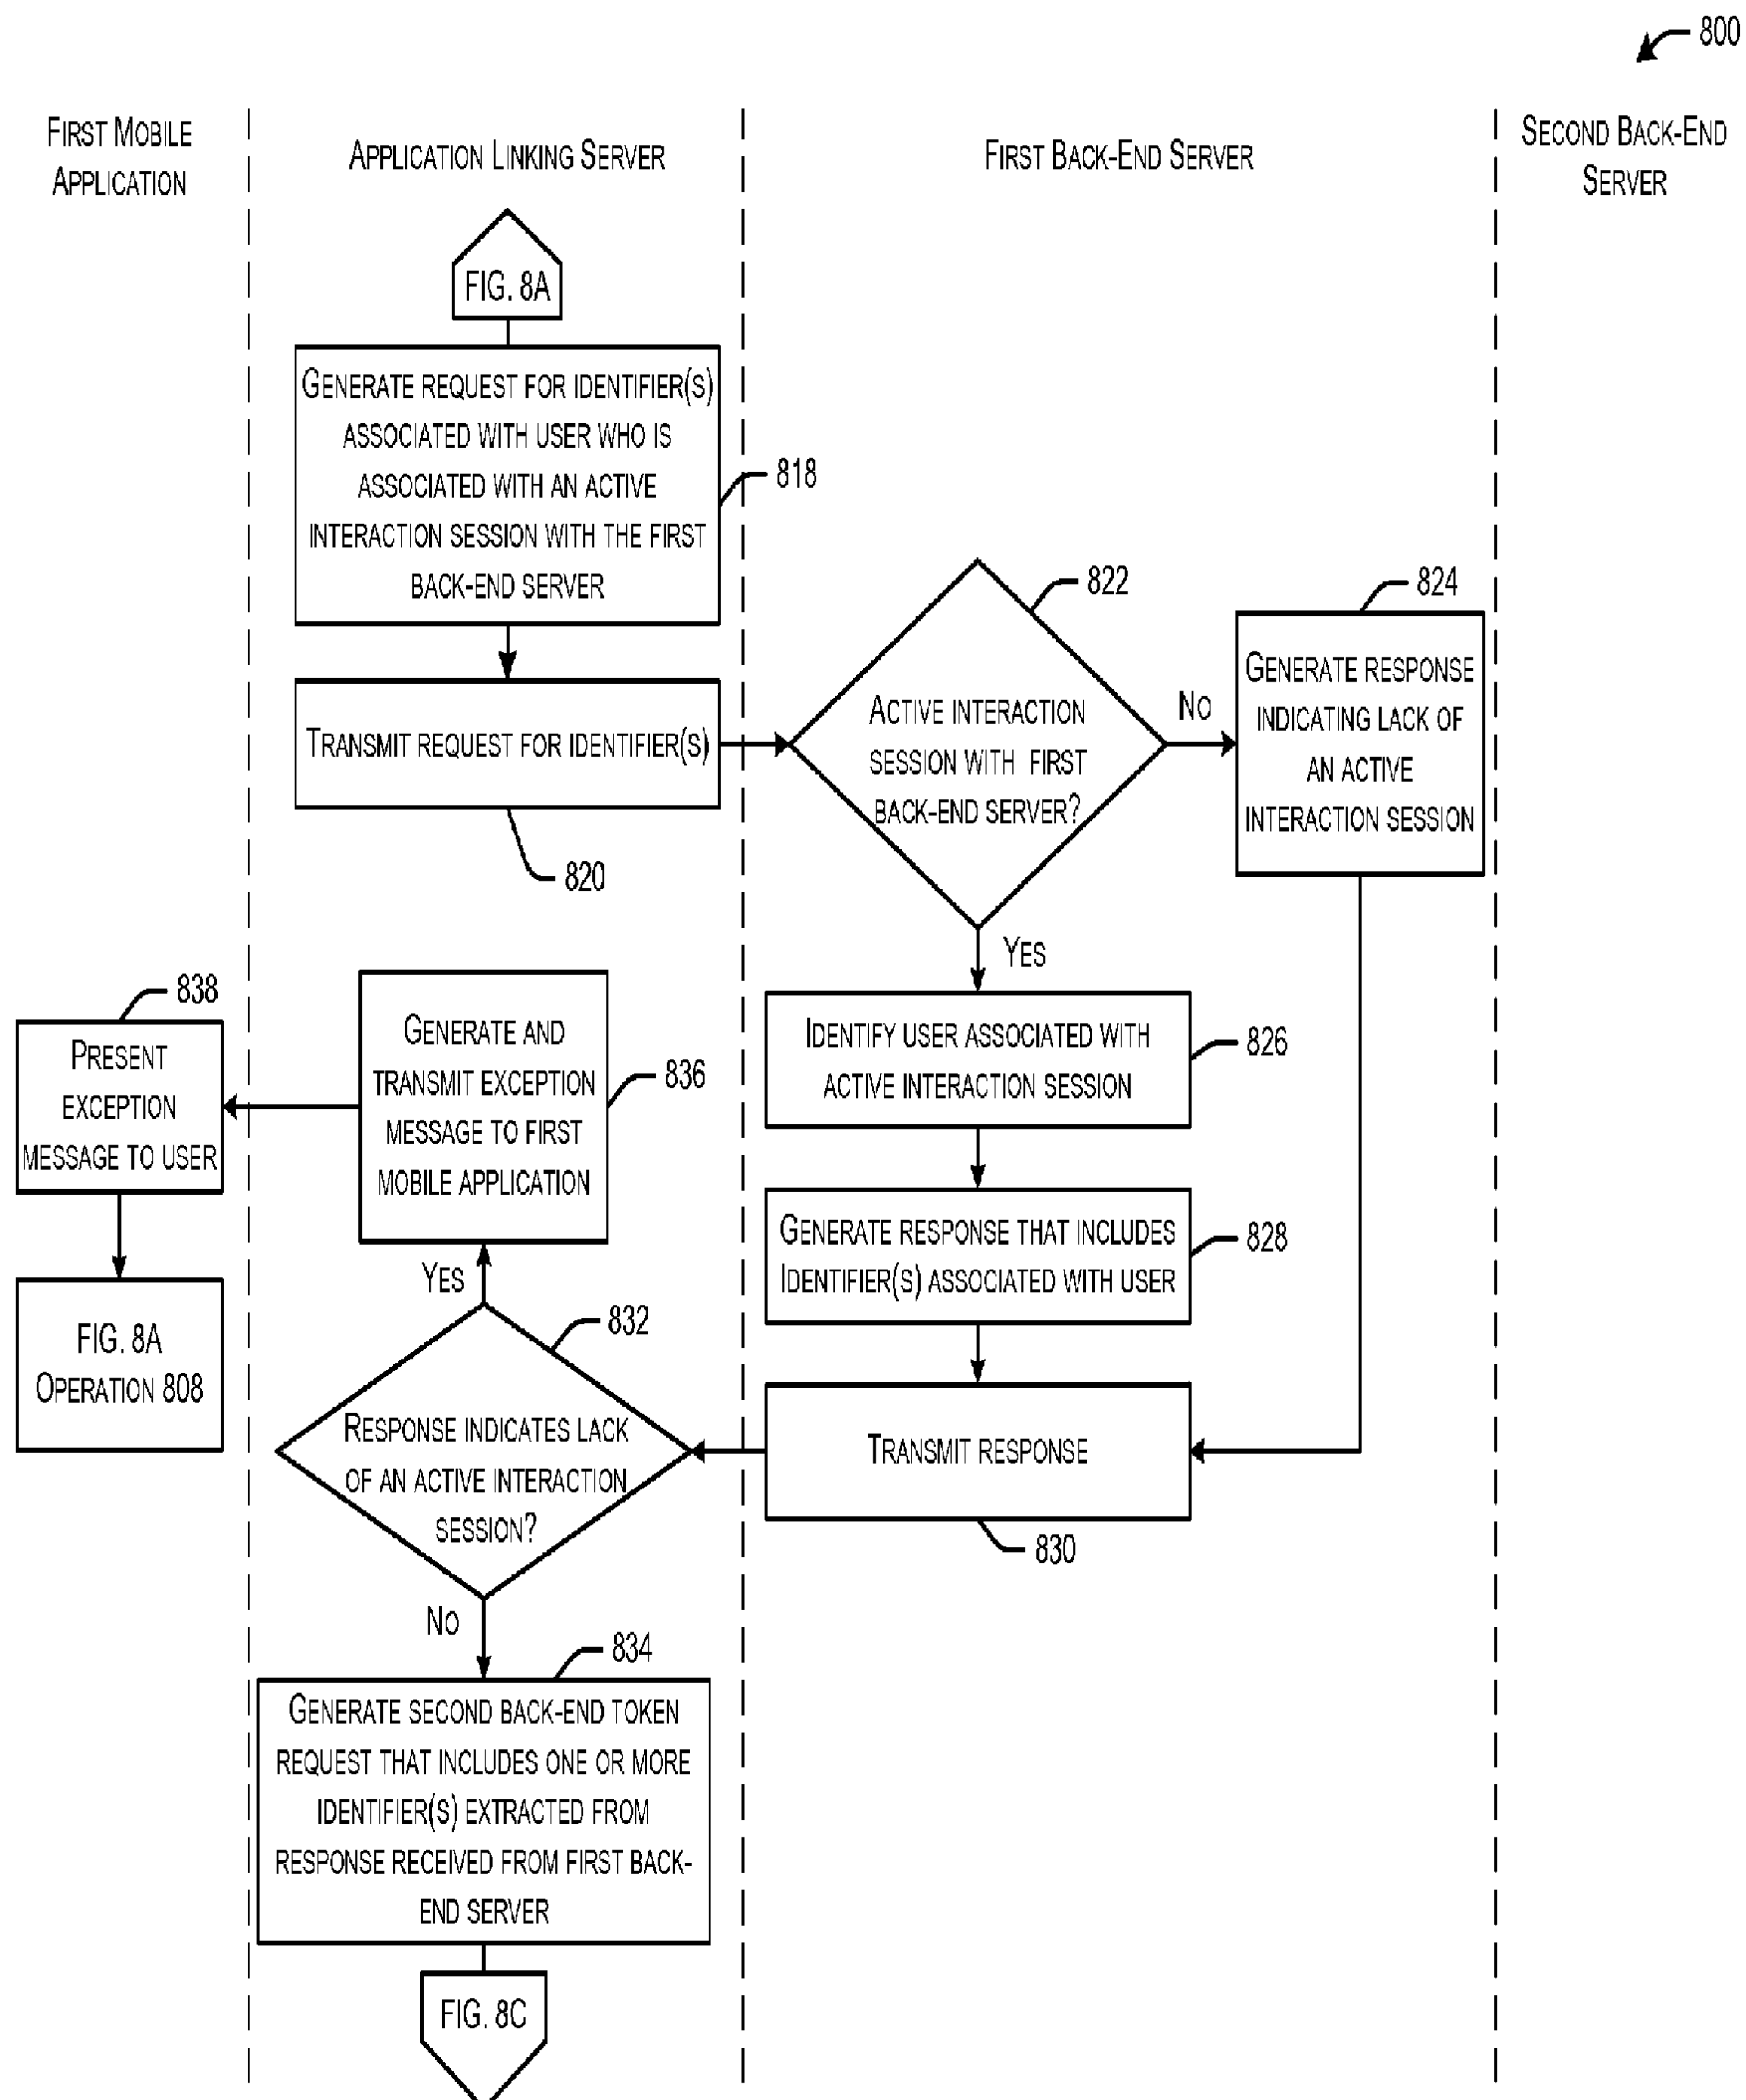 800
FIRST MOBILE
APPLICATION
APPLICATION LINKING SERVER
FIRST BACK-END SERVER
SECOND BACK-END
SERVER
FIG. 8A
GENERATE REQUEST FOR IDENTIFIER(S)
ASSOCIATED WITH USER WHO IS
ASSOCIATED WITH AN ACTIVE
INTERACTION SESSION WITH THE FIRST
BACK-END SERVER
818
TRANSMIT REQUEST FOR IDENTIFIER(S)
820
ACTIVE INTERACTION
SESSION WITH FIRST
BACK-END SERVER?
822
NO
824
GENERATE RESPONSE
INDICATING LACK OF
AN ACTIVE
INTERACTION SESSION
YES
IDENTIFY USER ASSOCIATED WITH
ACTIVE INTERACTION SESSION
826
GENERATE RESPONSE THAT INCLUDES
IDENTIFIER(S) ASSOCIATED WITH USER
828
TRANSMIT RESPONSE
830
832
RESPONSE INDICATES LACK
OF AN ACTIVE INTERACTION
SESSION?
YES
GENERATE AND
TRANSMIT EXCEPTION
MESSAGE TO FIRST
MOBILE APPLICATION
836
838
PRESENT
EXCEPTION
MESSAGE TO USER
FIG. 8A
OPERATION 808
NO
834
GENERATE SECOND BACK-END TOKEN
REQUEST THAT INCLUDES ONE OR MORE
IDENTIFIER(S) EXTRACTED FROM
RESPONSE RECEIVED FROM FIRST BACK-
END SERVER
FIG. 8C